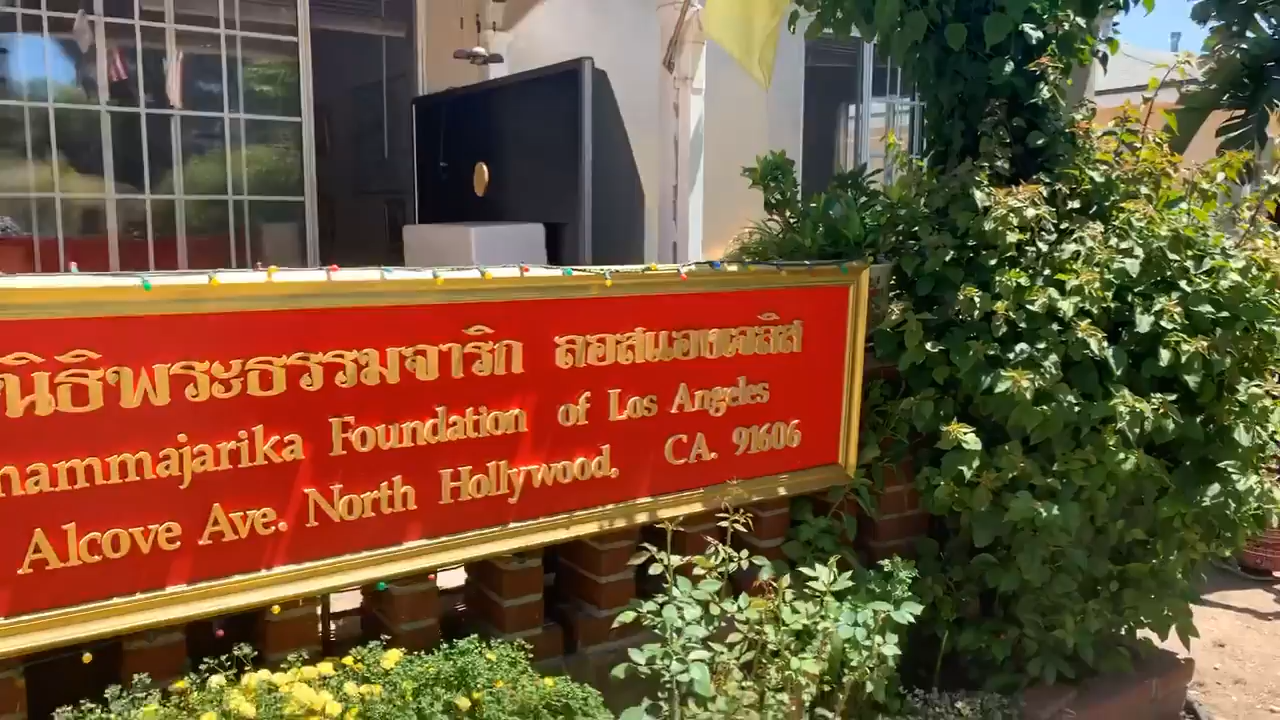 นิธิพระธรรมจาริก ลอสแองเจลิส
hammajarika Foundation of Los Angeles
Alcove Ave. North Hollywood, CA. 91606